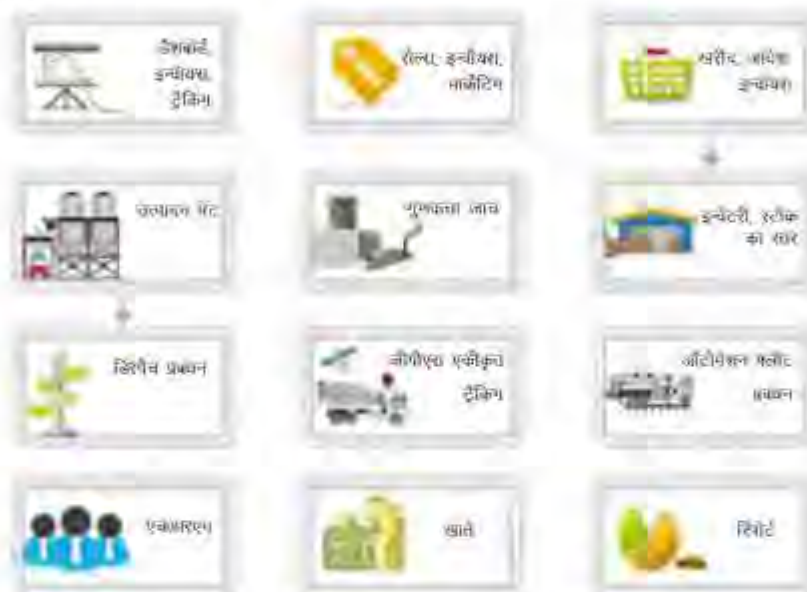 डैशबोर्ड,
इन्वॉयस,
ट्रैकिंग
सेल्स, इन्वॉयस,
मार्केटिंग
खरीद, आदेश
इन्वायस
उत्पादन
गुणवत्ता जांच
इन्वेंटरी, स्टॉक
का स्तर
डिस्पैच प्रबंधन
जीपीएस एकीकृत
ट्रैकिंग
ऑटोमेशन फ्लीट
प्रबंधन
एचआरएम
खाते
रिपोर्ट